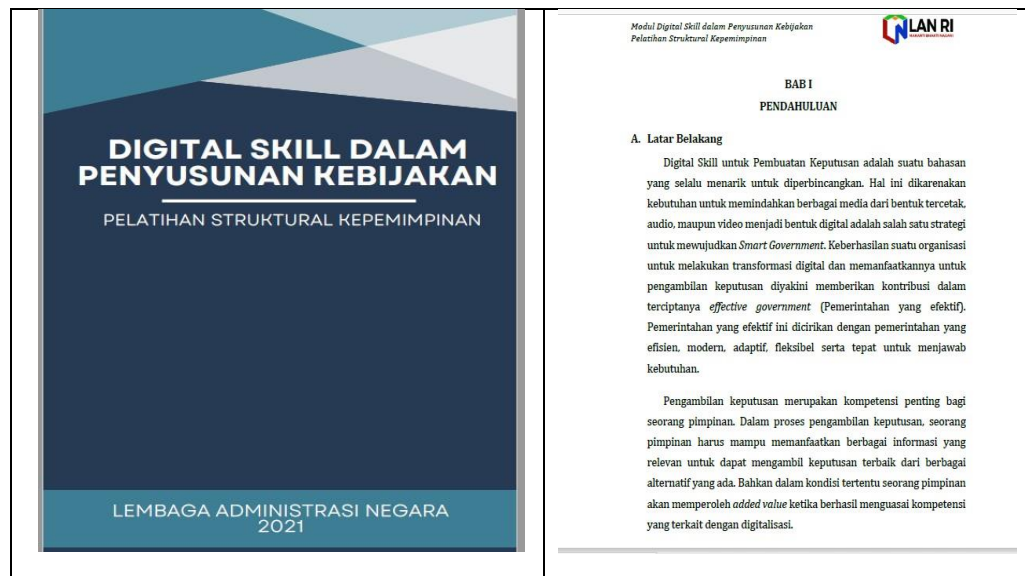 DIGITAL SKILL DALAM
PENYUSUNAN KEBIJAKAN
PELATIHAN STRUKTURAL KEPEMIMPINAN
LEMBAGA ADMINISTRASI NEGARA
2021
Modul Digital Skill dalam Penyusunan Kebijakan
Pelatihan Struktural Kepemimpinan
LAN RI
MAKARTI BHAKTI NAGARI
BAB I
PENDAHULUAN
A. Latar Belakang
Digital Skill untuk Pembuatan Keputusan adalah suatu bahasan
yang selalu menarik untuk diperbincangkan. Hal ini dikarenakan
kebutuhan untuk memindahkan berbagai media dari bentuk tercetak,
audio, maupun video menjadi bentuk digital adalah salah satu strategi
untuk mewujudkan Smart Government. Keberhasilan suatu organisasi
untuk melakukan transformasi digital dan memanfaatkannya untuk
pengambilan keputusan diyakini memberikan kontribusi dalam
terciptanya effective government (Pemerintahan yang efektif).
Pemerintahan yang efektif ini dicirikan dengan pemerintahan yang
efisien, modern, adaptif, fleksibel serta tepat untuk menjawab
kebutuhan.
Pengambilan keputusan merupakan kompetensi penting bagi
seorang pimpinan. Dalam proses pengambilan keputusan, seorang
pimpinan harus mampu memanfaatkan berbagai informasi yang
relevan untuk dapat mengambil keputusan terbaik dari berbagai
alternatif yang ada. Bahkan dalam kondisi tertentu seorang pimpinan
akan memperoleh added value ketika berhasil menguasai kompetensi
yang terkait dengan digitalisasi.